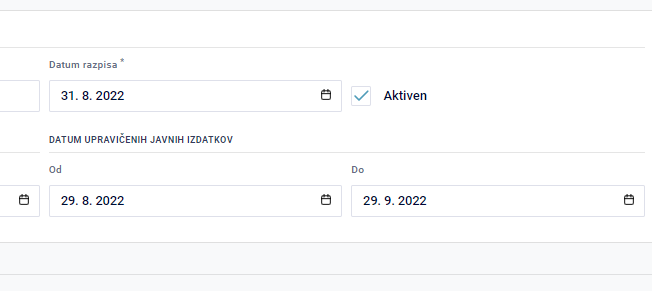 Datum razpisa *
31. 8. 2022
Aktiven
DATUM UPRAVIČENIH JAVNIH IZDATKOV
Od
Do
29. 8. 2022
29. 9. 2022